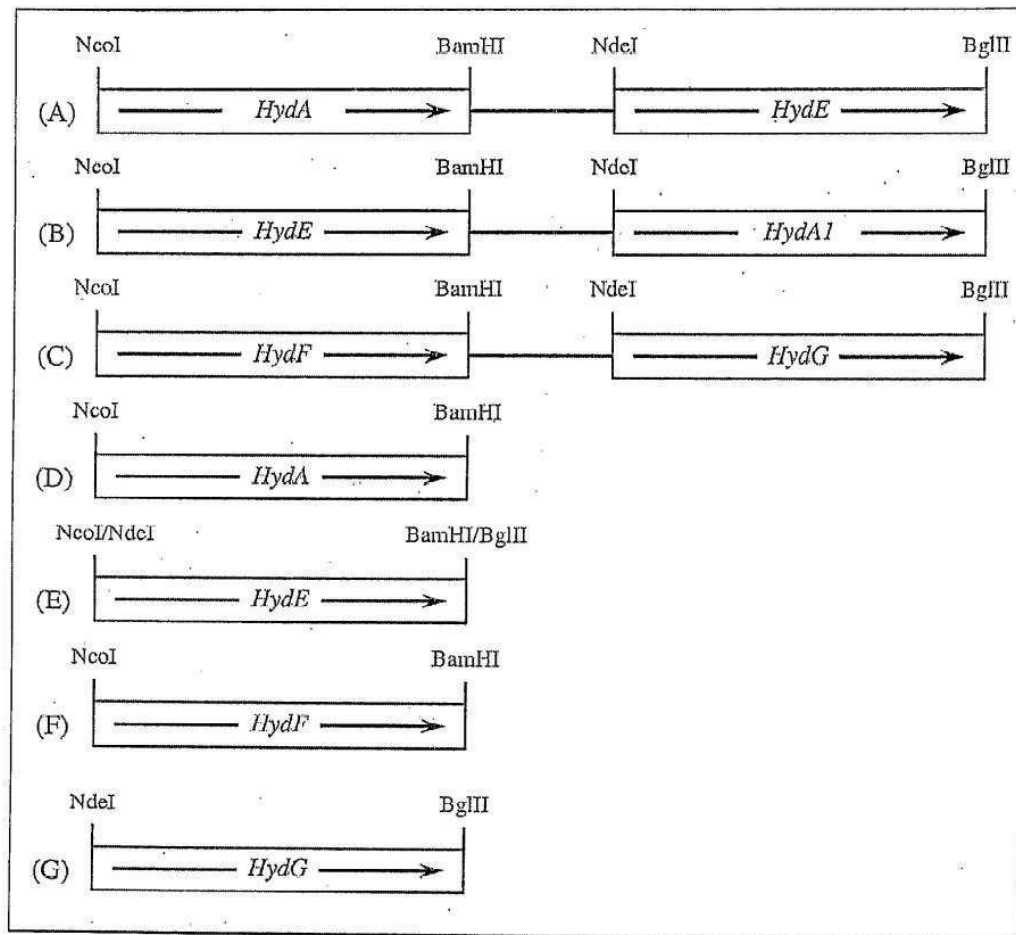 NcoI BamHI NdeI BglII
(A) HydA HydE
NcoI BamHI NdeI BglII
(B) HydE HydA1
NcoI BamHI NdeI BglII
(C) HydF HydG
NcoI BamHI
(D) HydA
NcoI/NdeI BamHI/BglII
(E) HydE
NcoI BamHI
(F) HydF
NdeI BglII
(G) HydG